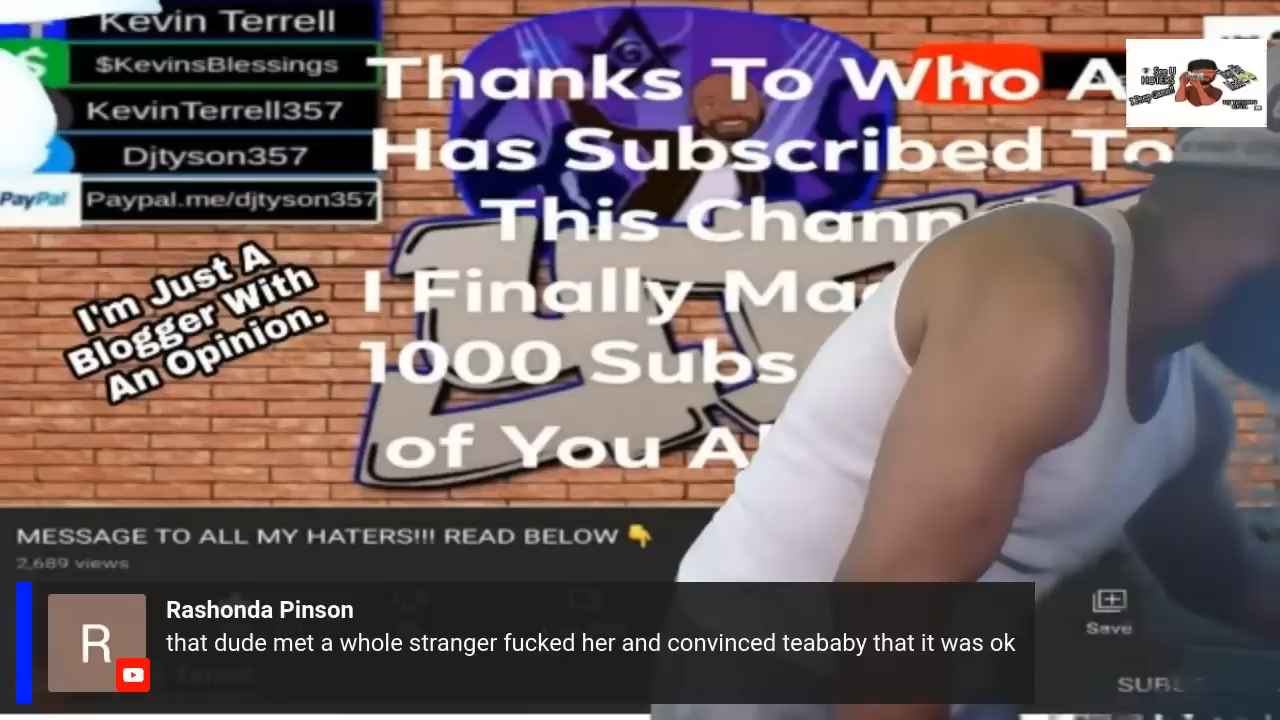 Kevin Terrell
$KevinsBlessings
KevinTerrell357
Djtyson357
PayPal
Paypal.me/djtyson357
Thanks To Who A
Has Subscribed To
This Chann
I Finally Ma
1000 Subs
of You A
G
I'm Just A
Blogger With
An Opinion.
MESSAGE TO ALL MY HATERS!!! READ BELOW 👇
2,689 views
R
Rashonda Pinson
that dude met a whole stranger fucked her and convinced teababy that it was ok
Save
SUBS